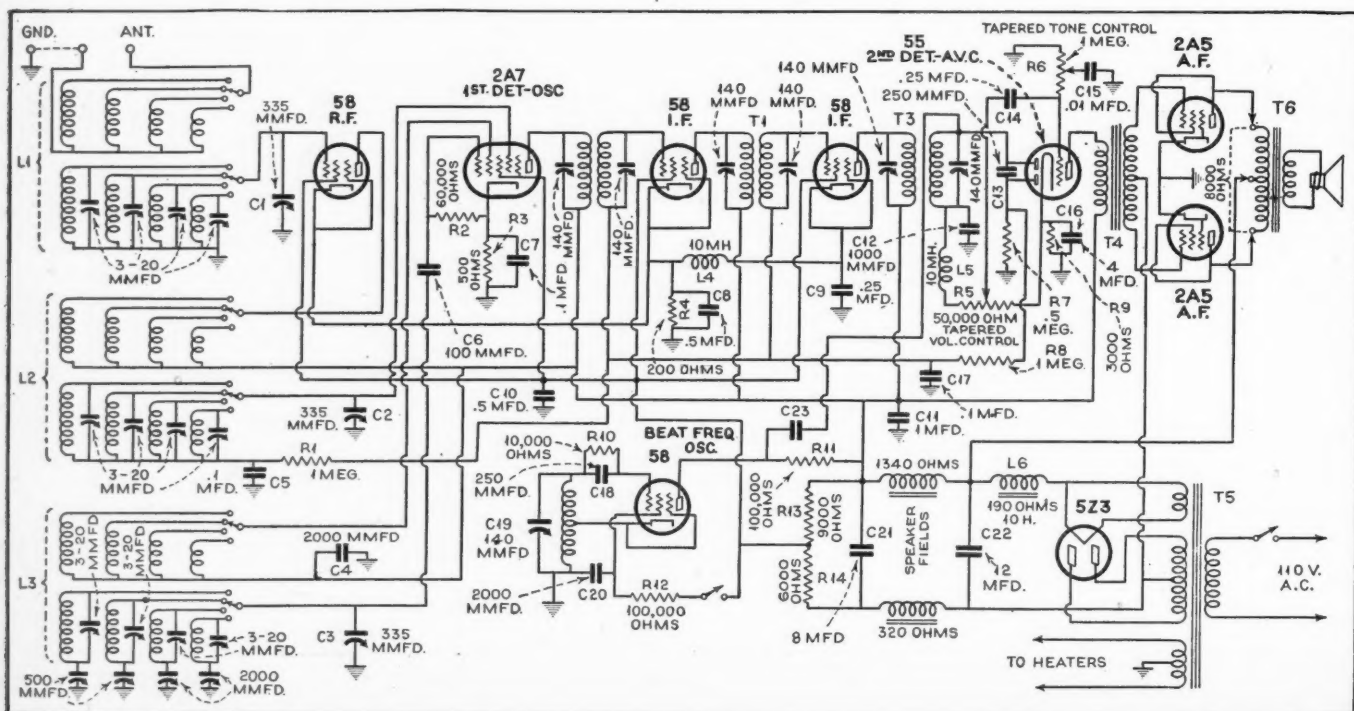 GND.
ANT.
L1
335
MMFD.
C1
3-20
MMFD
58
R.F.
2A7
1ST. DET-OSC
60,000
OHMS
R2
R3
500
OHMS
C7
.1 MFD
C6
100 MMFD.
140
MMFD
140
MMFD
58
I.F.
140
MMFD
T1
140
MMFD.
58
I.F.
140 MMFD
T3
10MH
L4
R4
C8
.5 MFD.
200 OHMS
C9
.25
MFD.
55
2ND DET-A.V.C.
.25 MFD.
250 MMFD.
C14
140MMFD
C13
TAPERED TONE CONTROL
1 MEG.
R6
C15
.01 MFD.
C12
1000
MMFD
10 MH.
L5
R5
50,000 OHM
TAPERED
VOL.CONTROL
C16
4
MFD.
R7
.5
MEG.
R9
3000
OHMS
R8
1 MEG
T4
2A5
A.F.
8000
OHMS
2A5
A.F.
T6
L2
3-20
MMFD
335
MMFD.
C2
.1
MFD.
C5
R1
1 MEG.
C10
.5 MFD.
C17
.1
MFD.
C11
1 MFD.
L3
3-20
MMFD
3-20
MMFD
2000 MMFD
C4
C3
335
MMFD
3-20
MMFD
500
MMFD.
2000
MMFD.
BEAT FREQ.
OSC.
58
10,000
OHMS
R10
250
MMFD.
C18
C19
140
MMFD
2000
MMFD.
C20
R12
100,000
OHMS
C23
R11
100,000
OHMS
R13
9000
OHMS
R14
6000
OHMS
C21
8 MFD
1340 OHMS
SPEAKER
FIELDS
320 OHMS
L6
190 OHMS
10 H.
C22
12
MFD.
5Z3
T5
110 V.
A.C.
TO HEATERS